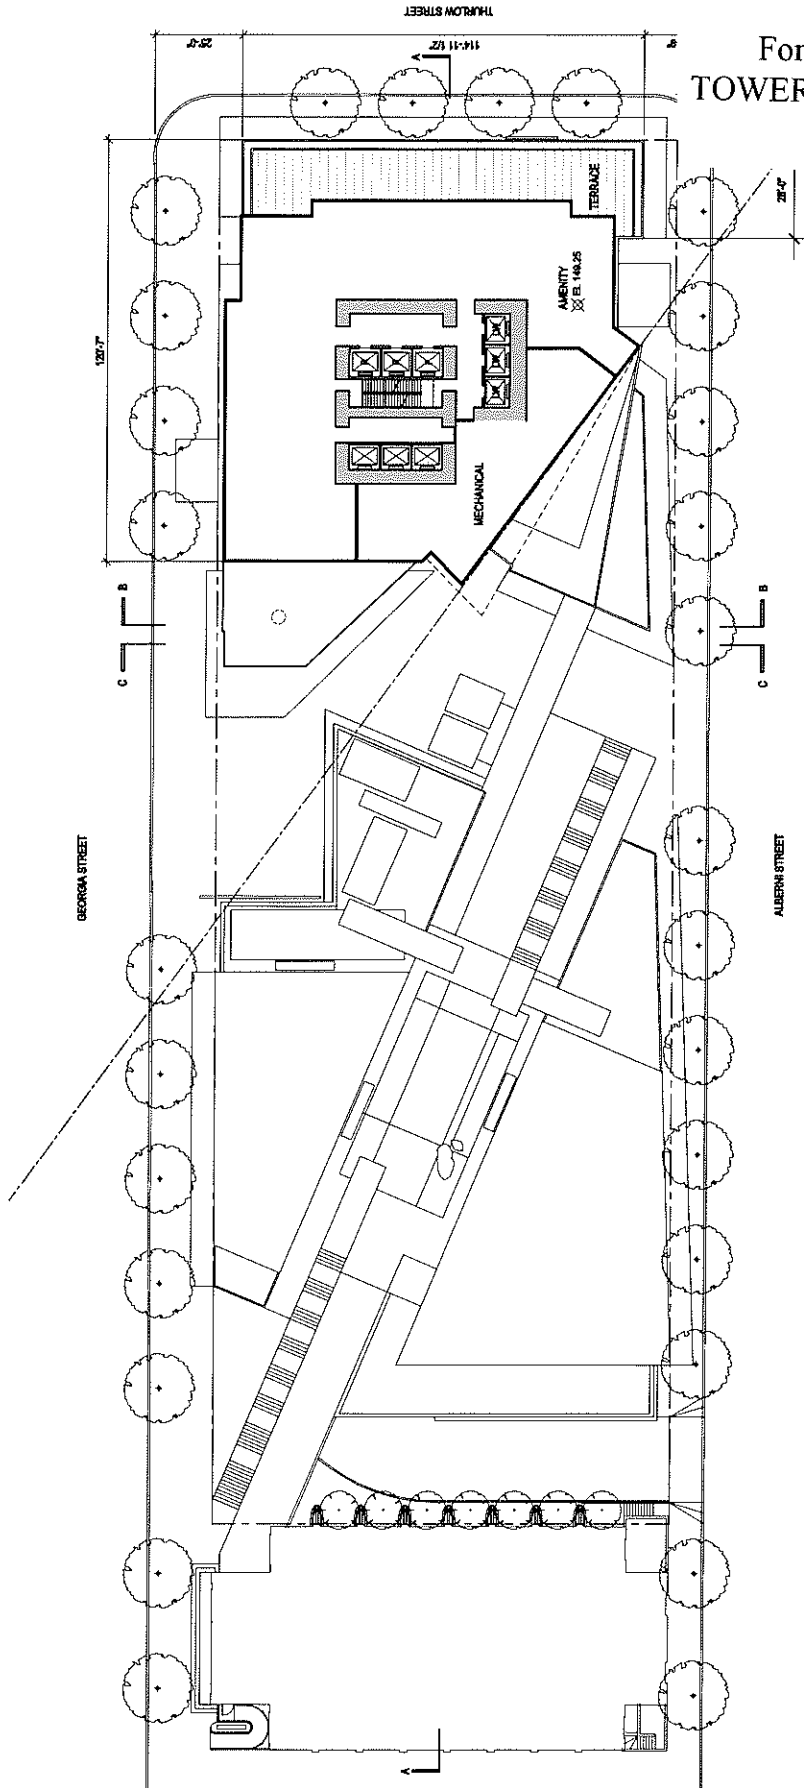 THURLOW STREET
25'-0"
114'-11 1/2"
A
For
TOWER
120'-7"
TERRACE
28'-0"
AMENITY
EL. 149.25
MECHANICAL
B
C
B
C
GEORGIA STREET
ALBERNI STREET
A